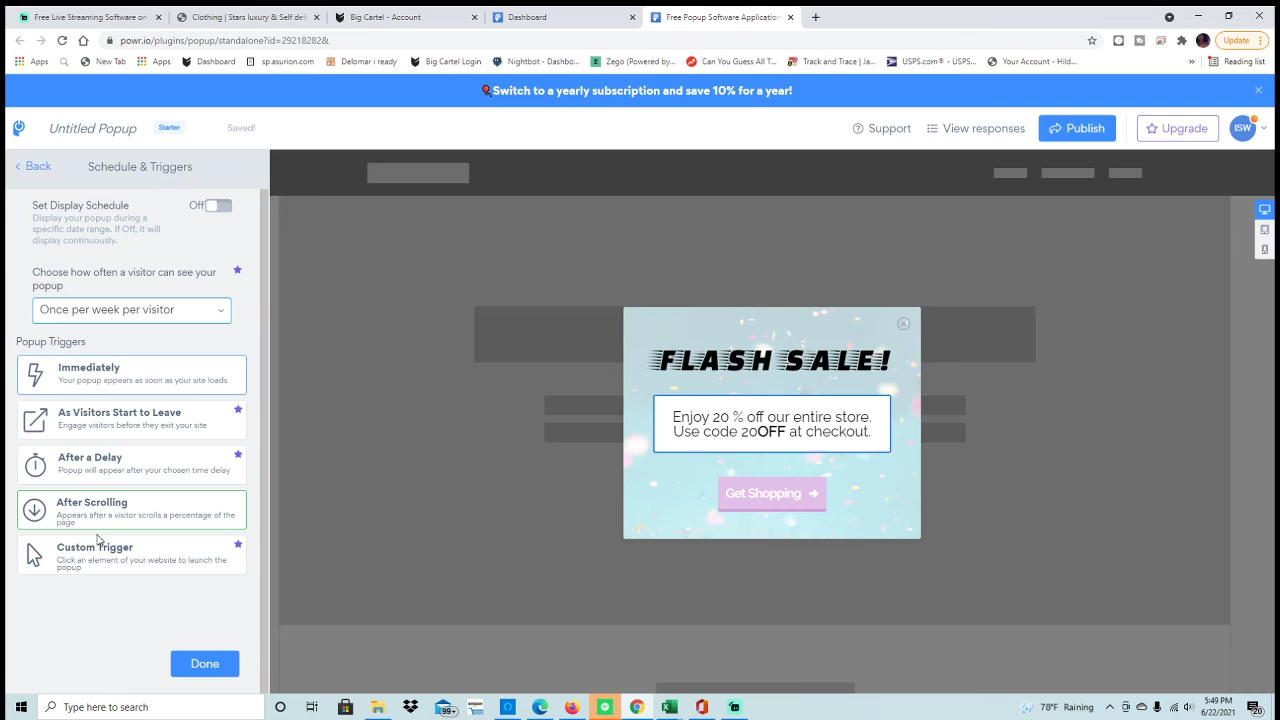 Free Live Streaming Software on
Clothing | Stars luxury & Self def
Big Cartel - Account
Dashboard
Free Popup Software Application
powr.io/plugins/popup/standalone?id=29218282&
Update
Apps
New Tab
Apps
Dashboard
sp.asurion.com
Delomar i ready
Big Cartel Login
Nightbot - Dashbo...
Zego (Powered by...
Can You Guess All T...
Track and Trace | Ja...
USPS.com® - USPS...
Your Account - Hild...
»
Reading list
Switch to a yearly subscription and save 10% for a year!
Untitled Popup
Starter
Saved!
Support
View responses
Publish
Upgrade
ISW
Back
Schedule & Triggers
Set Display Schedule
Off
Display your popup during a
specific date range. If Off, it will
display continuously.
Choose how often a visitor can see your
popup
Once per week per visitor
Popup Triggers
Immediately
Your popup appears as soon as your site loads
As Visitors Start to Leave
Engage visitors before they exit your site
After a Delay
Popup will appear after your chosen time delay
After Scrolling
Appears after a visitor scrolls a percentage of the
page
Custom Trigger
Click an element of your website to launch the
popup
Done
FLASH SALE!
Enjoy 20 % off our entire store.
Use code 20OFF at checkout.
Get Shopping
Type here to search
99+
amazon
78°F Raining
5:49 PM
6/22/2021
20